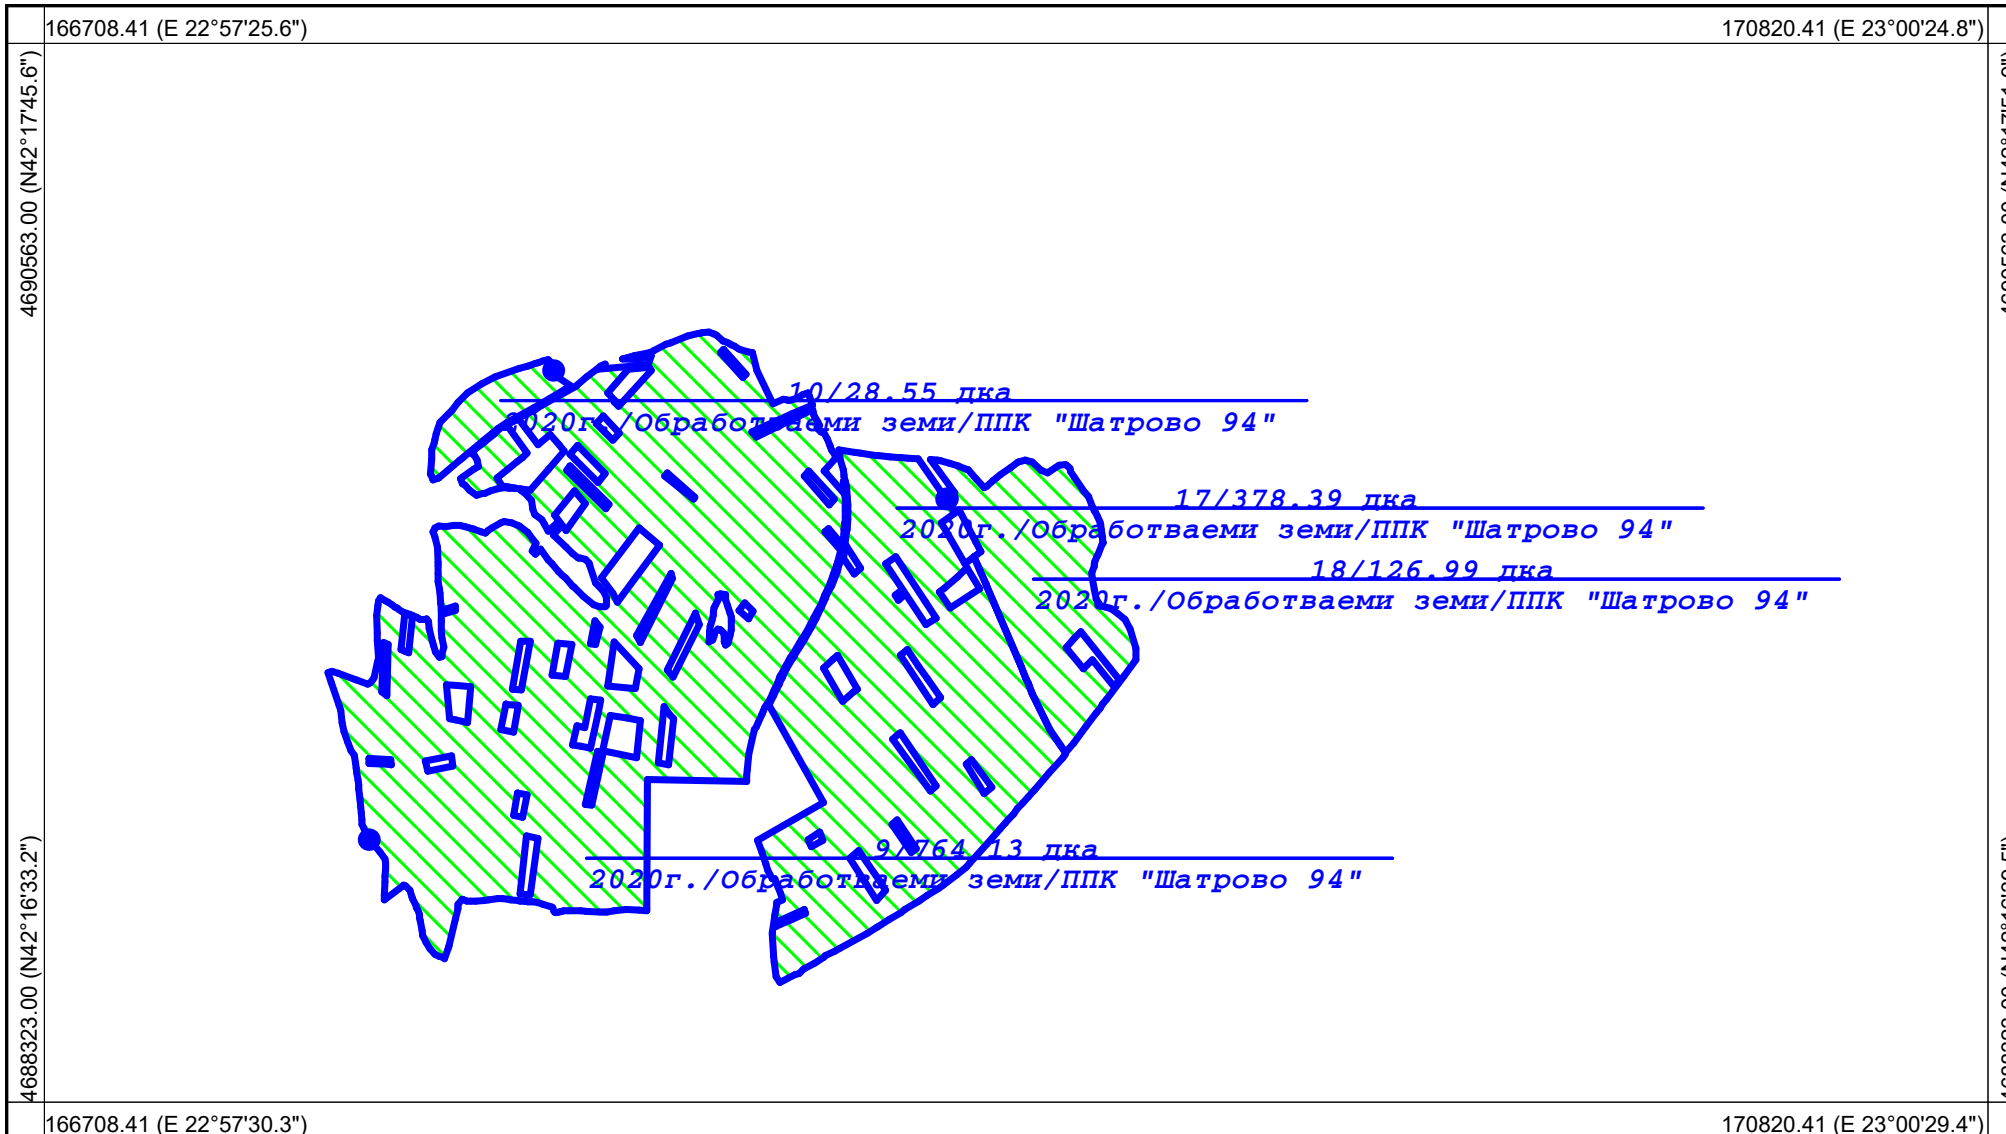 166708.41 (E 22°57'25.6")
170820.41 (E 23°00'24.8")
4690563.00 (N42°17'45.6")
10/28.55 дка
2020г./Обработваеми земи/ППК "Шатрово 94"
17/378.39 дка
2020г./Обработваеми земи/ППК "Шатрово 94"
18/126.99 дка
2020г./Обработваеми земи/ППК "Шатрово 94"
9/764.13 дка
2020г./Обработваеми земи/ППК "Шатрово 94"
4688323.00 (N42°16'33.2")
166708.41 (E 22°57'30.3")
170820.41 (E 23°00'29.4")